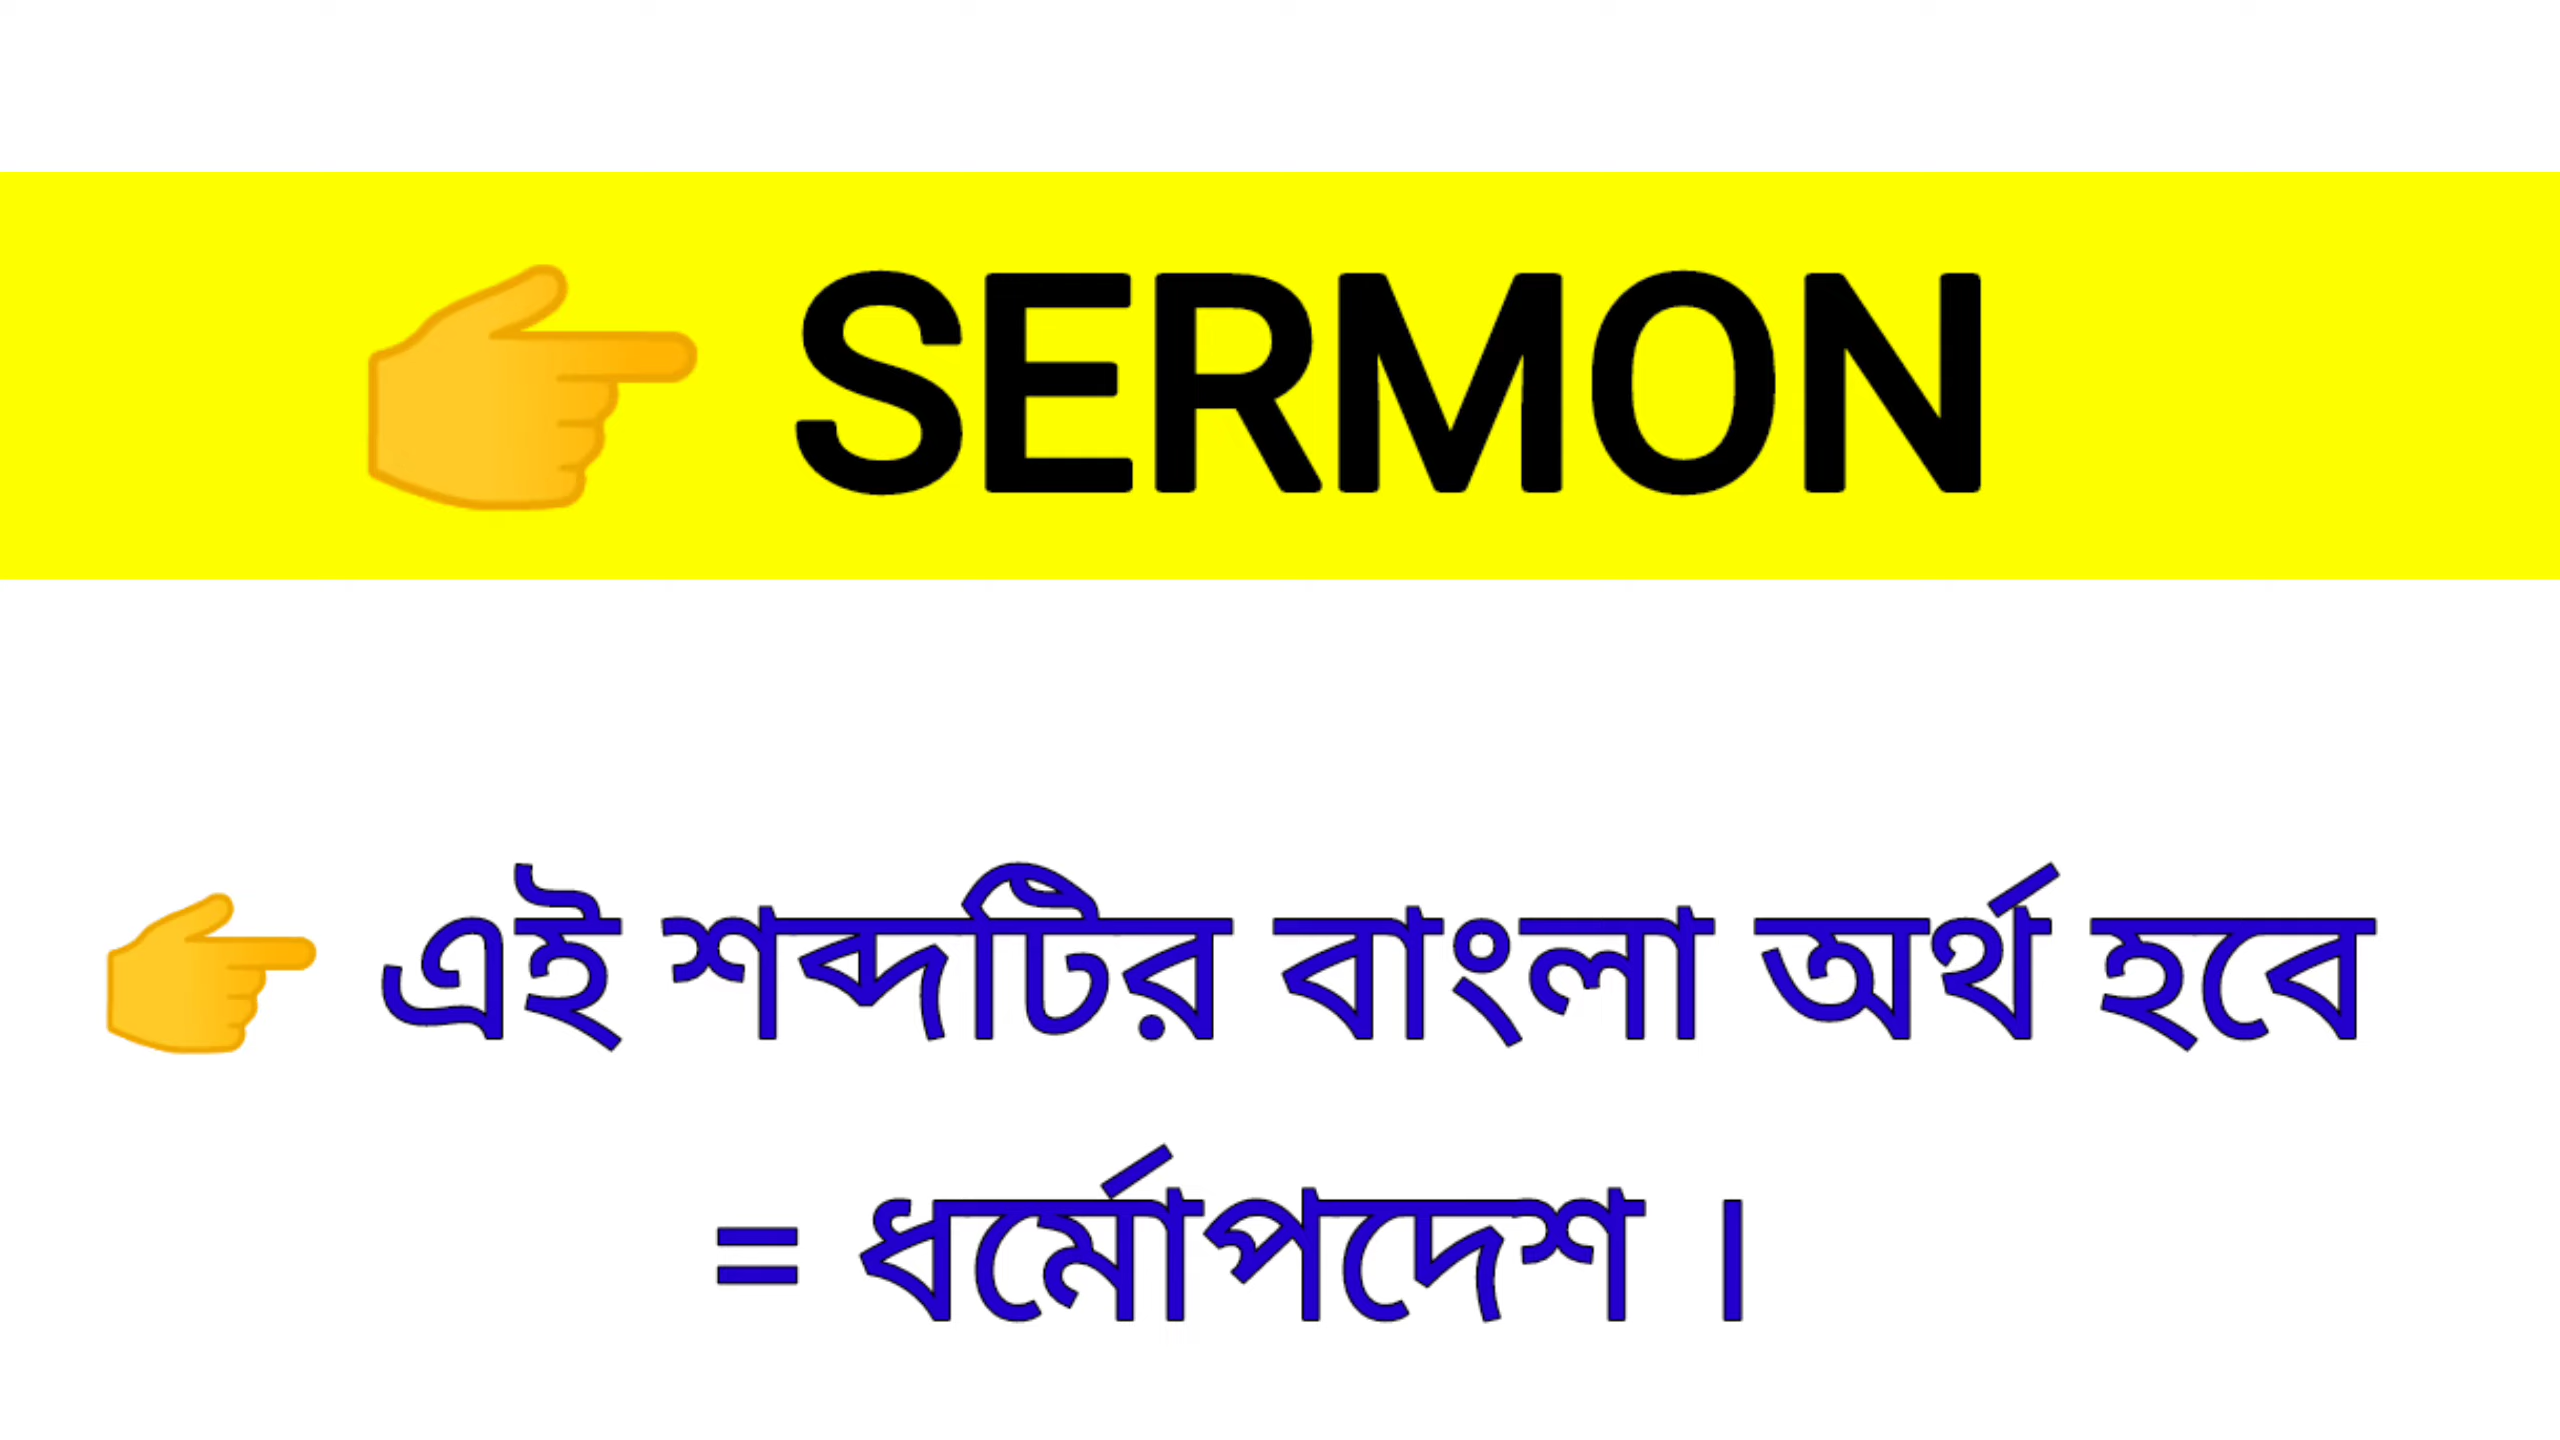 👉 SERMON
👉 এই শব্দটির বাংলা অর্থ হবে
= ধর্মোপদেশ ।